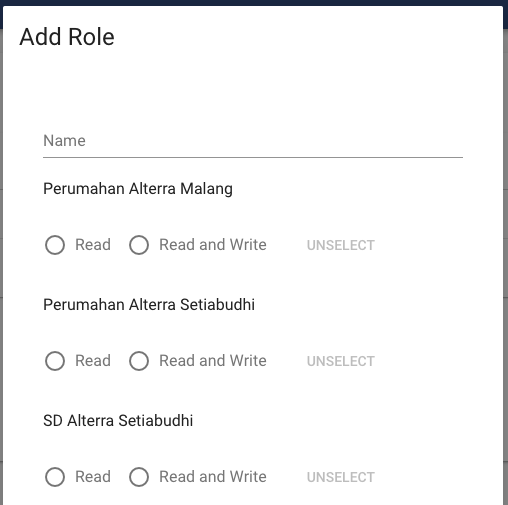 Add Role
Name
Perumahan Alterra Malang
Read Read and Write UNSELECT
Perumahan Alterra Setiabudhi
Read Read and Write UNSELECT
SD Alterra Setiabudhi
Read Read and Write UNSELECT